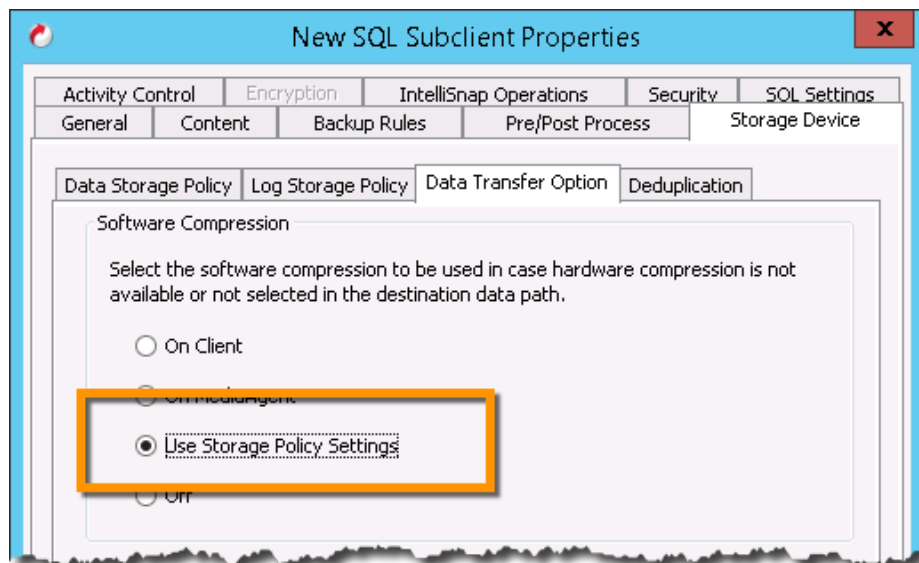 New SQL Subclient Properties
x
Activity Control Encryption IntelliSnap Operations Security SQL Settings
General Content Backup Rules Pre/Post Process Storage Device
Data Storage Policy Log Storage Policy Data Transfer Option Deduplication
Software Compression
Select the software compression to be used in case hardware compression is not
available or not selected in the destination data path.
On Client
On MediaAgent
Use Storage Policy Settings
Off